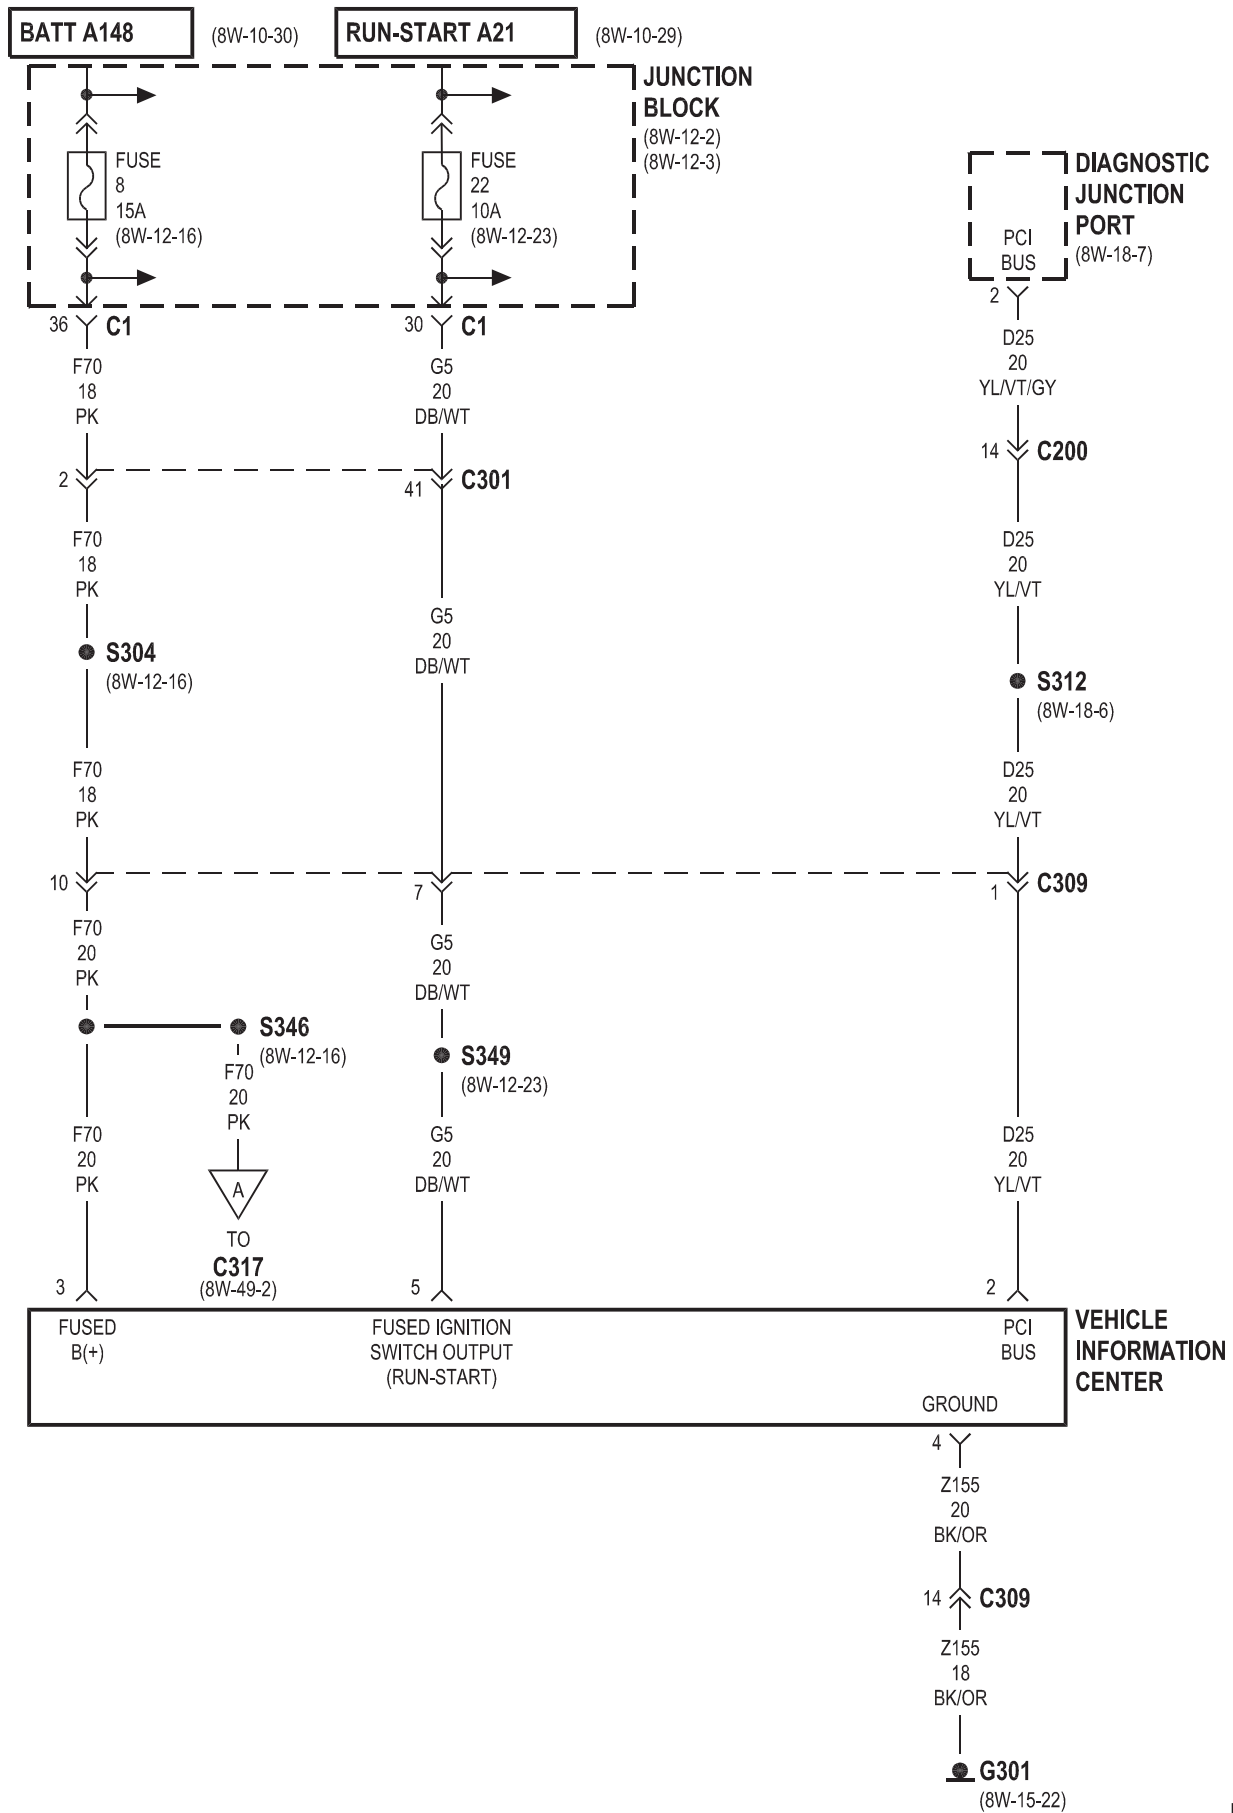 BATT A148
(8W-10-30)
RUN-START A21
(8W-10-29)
JUNCTION
BLOCK
(8W-12-2)
(8W-12-3)
FUSE
8
15A
(8W-12-16)
FUSE
22
10A
(8W-12-23)
DIAGNOSTIC
JUNCTION
PORT
(8W-18-7)
PCI
BUS
36
C1
30
C1
2
F70
18
PK
G5
20
DB/WT
D25
20
YL/VT/GY
2
41
C301
14
C200
F70
18
PK
G5
20
DB/WT
D25
20
YL/VT
S304
(8W-12-16)
S312
(8W-18-6)
F70
18
PK
D25
20
YL/VT
10
7
1
C309
F70
20
PK
G5
20
DB/WT
S346
(8W-12-16)
S349
(8W-12-23)
F70
20
PK
F70
20
PK
G5
20
DB/WT
D25
20
YL/VT
A
TO
C317
(8W-49-2)
3
5
2
FUSED
B(+)
FUSED IGNITION
SWITCH OUTPUT
(RUN-START)
PCI
BUS
VEHICLE
INFORMATION
CENTER
GROUND
4
Z155
20
BK/OR
14
C309
Z155
18
BK/OR
G301
(8W-15-22)